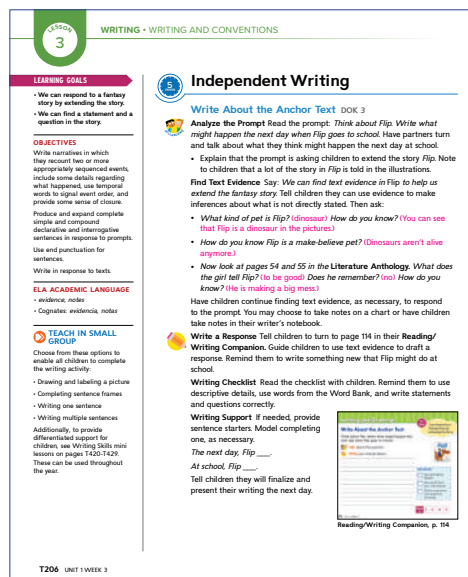 LESSON
3
WRITING • WRITING AND CONVENTIONS
LEARNING GOALS
• We can respond to a fantasy
story by extending the story.
• We can find a statement and a
question in the story.
OBJECTIVES
Write narratives in which
they recount two or more
appropriately sequenced events,
include some details regarding
what happened, use temporal
words to signal event order, and
provide some sense of closure.
Produce and expand complete
simple and compound
declarative and interrogative
sentences in response to prompts.
Use end punctuation for
sentences.
Write in response to texts.
ELA ACADEMIC LANGUAGE
• evidence, notes
• Cognates: evidencia, notas
TEACH IN SMALL
GROUP
Choose from these options to
enable all children to complete
the writing activity:
• Drawing and labeling a picture
• Completing sentence frames
• Writing one sentence
• Writing multiple sentences
Additionally, to provide
differentiated support for
children, see Writing Skills mini
lessons on pages T420-T429.
These can be used throughout
the year.
5
Independent Writing
Write About the Anchor Text DOK 3
Analyze the Prompt Read the prompt: Think about Flip. Write what
might happen the next day when Flip goes to school. Have partners turn
and talk about what they think might happen the next day at school.
• Explain that the prompt is asking children to extend the story Flip. Note
to children that a lot of the story in Flip is told in the illustrations.
Find Text Evidence Say: We can find text evidence in Flip to help us
extend the fantasy story. Tell children they can use evidence to make
inferences about what is not directly stated. Then ask:
• What kind of pet is Flip? (dinosaur) How do you know? (You can see
that Flip is a dinosaur in the pictures.)
• How do you know Flip is a make-believe pet? (Dinosaurs aren't alive
anymore.)
• Now look at pages 54 and 55 in the Literature Anthology. What does
the girl tell Flip? (to be good) Does he remember? (no) How do you
know? (He is making a big mess.)
Have children continue finding text evidence, as necessary, to respond
to the prompt. You may choose to take notes on a chart or have children
take notes in their writer's notebook.
Write a Response Tell children to turn to page 114 in their Reading/
Writing Companion. Guide children to use text evidence to draft a
response. Remind them to write something new that Flip might do at
school.
Writing Checklist Read the checklist with children. Remind them to use
descriptive details, use words from the Word Bank, and write statements
and questions correctly.
Writing Support If needed, provide
sentence starters. Model completing
one, as necessary.
The next day, Flip ___.
At school, Flip ___.
Tell children they will finalize and
present their writing the next day.
Write About the Anchor Text
Reading/Writing Companion, p. 114
T206 UNIT 1 WEEK 3